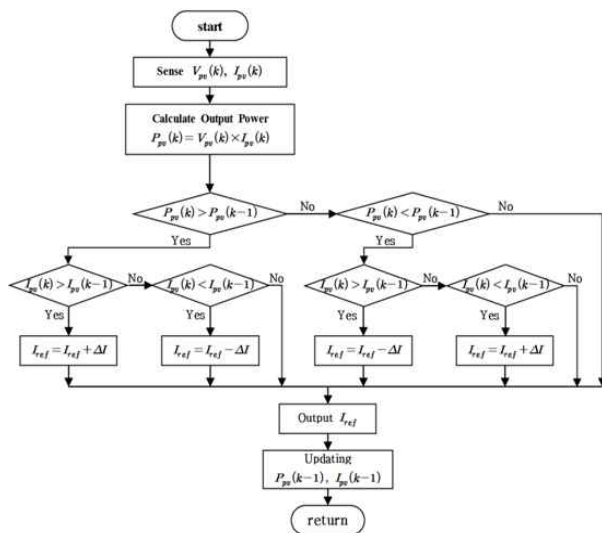 start
Sense V_pv(k), I_pv(k)
Calculate Output Power
P_pv(k)=V_pv(k)×I_pv(k)
P_pv(k)>P_pv(k−1)
No
P_pv(k)<P_pv(k−1)
No
Yes
Yes
I_pv(k)>I_pv(k−1)
No
I_pv(k)<I_pv(k−1)
No
I_pv(k)>I_pv(k−1)
No
I_pv(k)<I_pv(k−1)
No
Yes
Yes
Yes
Yes
I_ref=I_ref+ΔI
I_ref=I_ref−ΔI
I_ref=I_ref−ΔI
I_ref=I_ref+ΔI
Output I_ref
Updating
P_pv(k−1), I_pv(k−1)
return